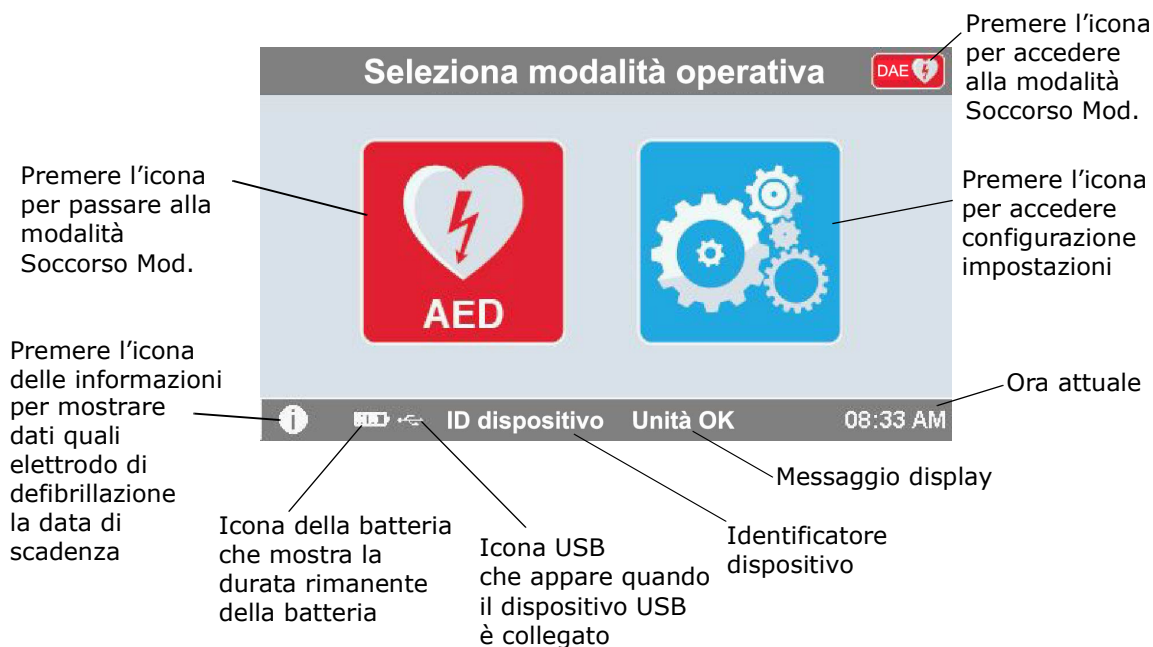 Premere l’icona
per accedere
alla modalità
Soccorso Mod.
Seleziona modalità operativa
DAE
Premere l’icona
per passare alla
modalità
Soccorso Mod.
AED
Premere l’icona
per accedere
configurazione
impostazioni
Premere l’icona
delle informazioni
per mostrare
dati quali
elettrodo di
defibrillazione
la data di
scadenza
Ora attuale
i
ID dispositivo
Unità OK
08:33 AM
Messaggio display
Identificatore
dispositivo
Icona della batteria
che mostra la
durata rimanente
della batteria
Icona USB
che appare quando
il dispositivo USB
è collegato